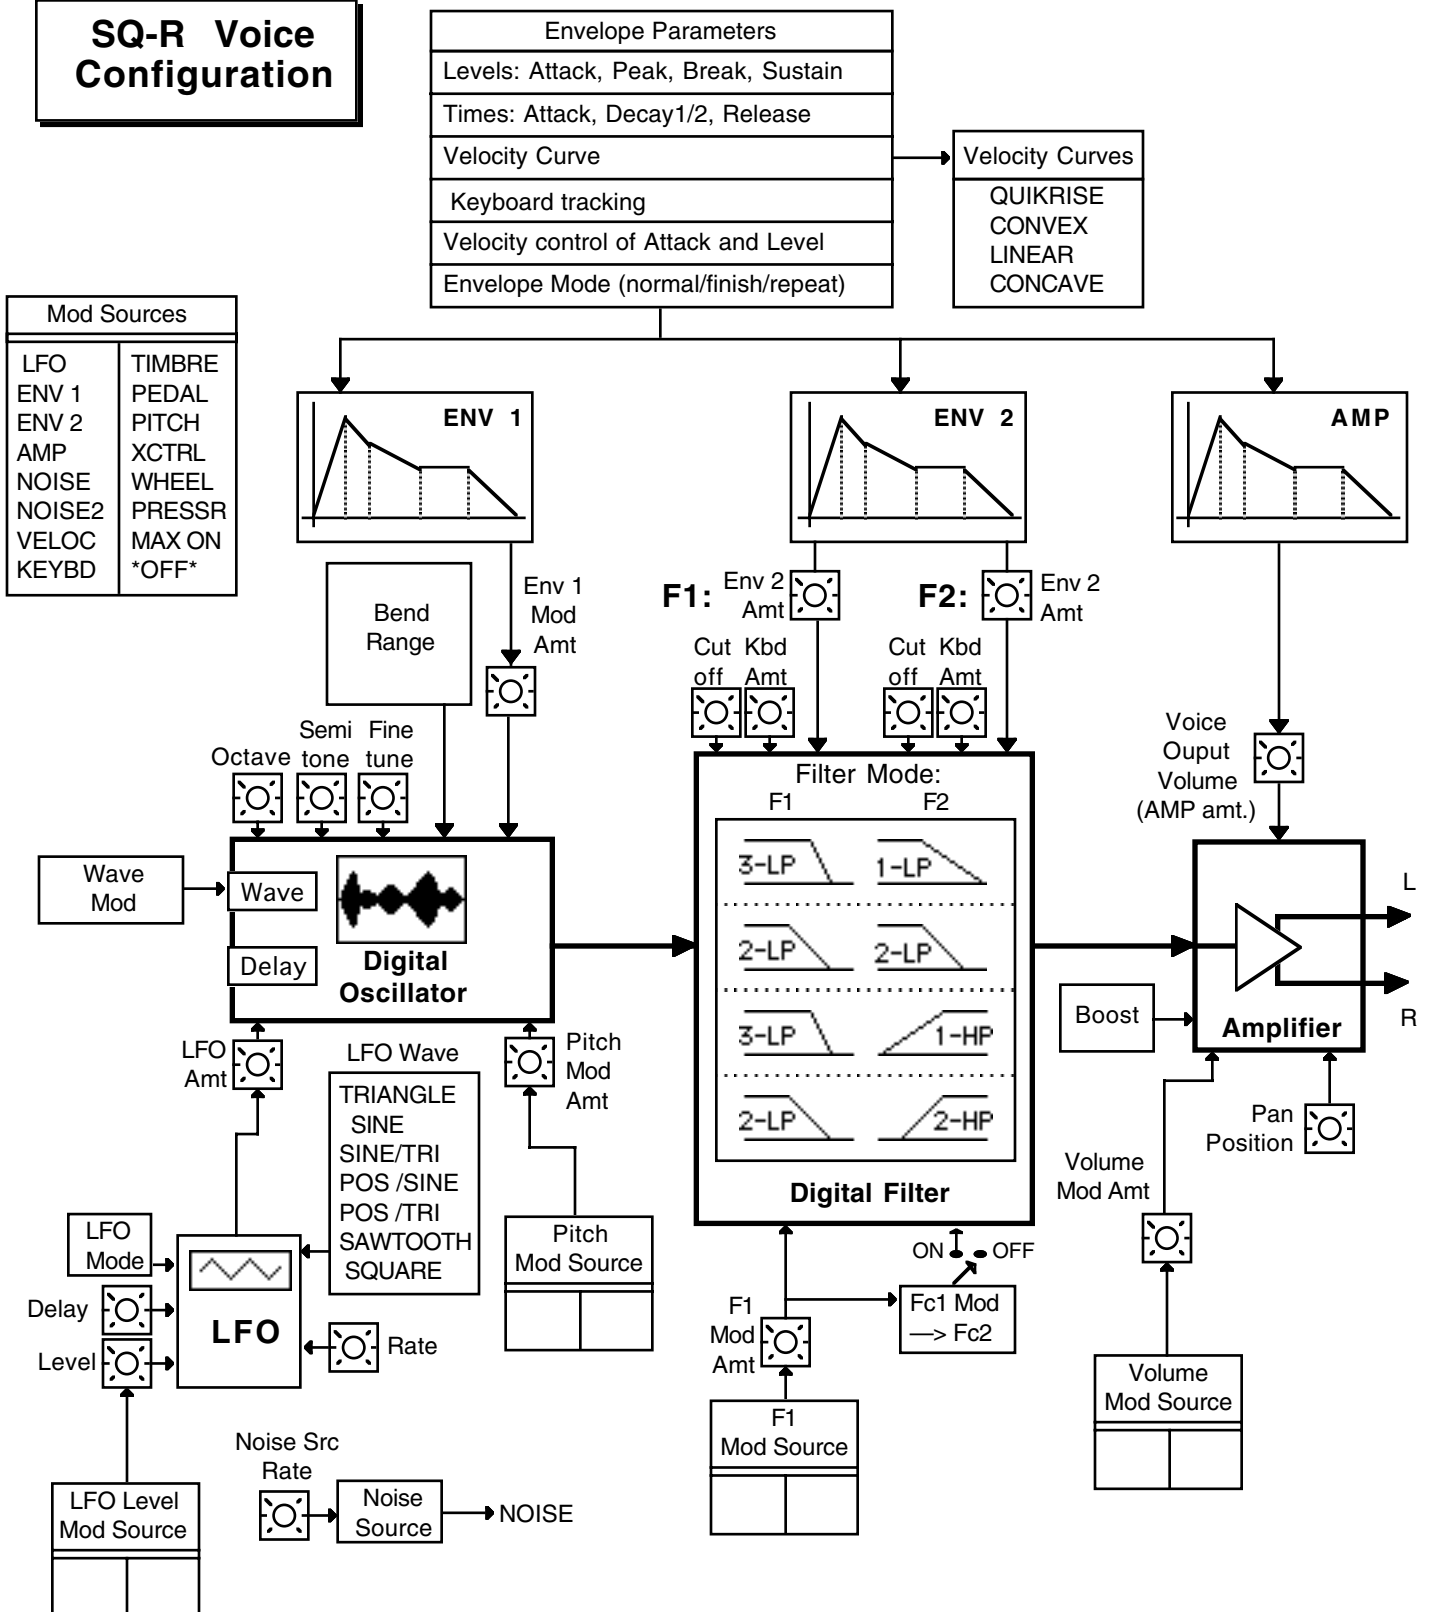 SQ-R Voice
Configuration
Envelope Parameters
Levels: Attack, Peak, Break, Sustain
Times: Attack, Decay1/2, Release
Velocity Curve
Keyboard tracking
Velocity control of Attack and Level
Envelope Mode (normal/finish/repeat)
Velocity Curves
QUIKRISE
CONVEX
LINEAR
CONCAVE
Mod Sources
LFO TIMBRE
ENV 1 PEDAL
ENV 2 PITCH
AMP XCTRL
NOISE WHEEL
NOISE2 PRESSR
VELOC MAX ON
KEYBD *OFF*
ENV 1
ENV 2
AMP
Bend
Range
Env 1
Mod
Amt
F1:
Env 2
Amt
F2:
Env 2
Amt
Cut
off
Kbd
Amt
Cut
off
Kbd
Amt
Octave
Semi
tone
Fine
tune
Voice
Ouput
Volume
(AMP amt.)
Wave
Mod
Wave
Delay
Digital
Oscillator
Filter Mode:
F1 F2
3-LP 1-LP
2-LP 2-LP
3-LP 1-HP
2-LP 2-HP
Digital Filter
L
R
Boost
Amplifier
LFO
Amt
LFO Wave
TRIANGLE
SINE
SINE/TRI
POS /SINE
POS /TRI
SAWTOOTH
SQUARE
Pitch
Mod
Amt
Pitch
Mod Source
Pan
Position
Volume
Mod Amt
LFO
Mode
Delay
Level
LFO
Rate
ON OFF
F1
Mod
Amt
Fc1 Mod
—> Fc2
F1
Mod Source
Volume
Mod Source
Noise Src
Rate
Noise
Source
NOISE
LFO Level
Mod Source